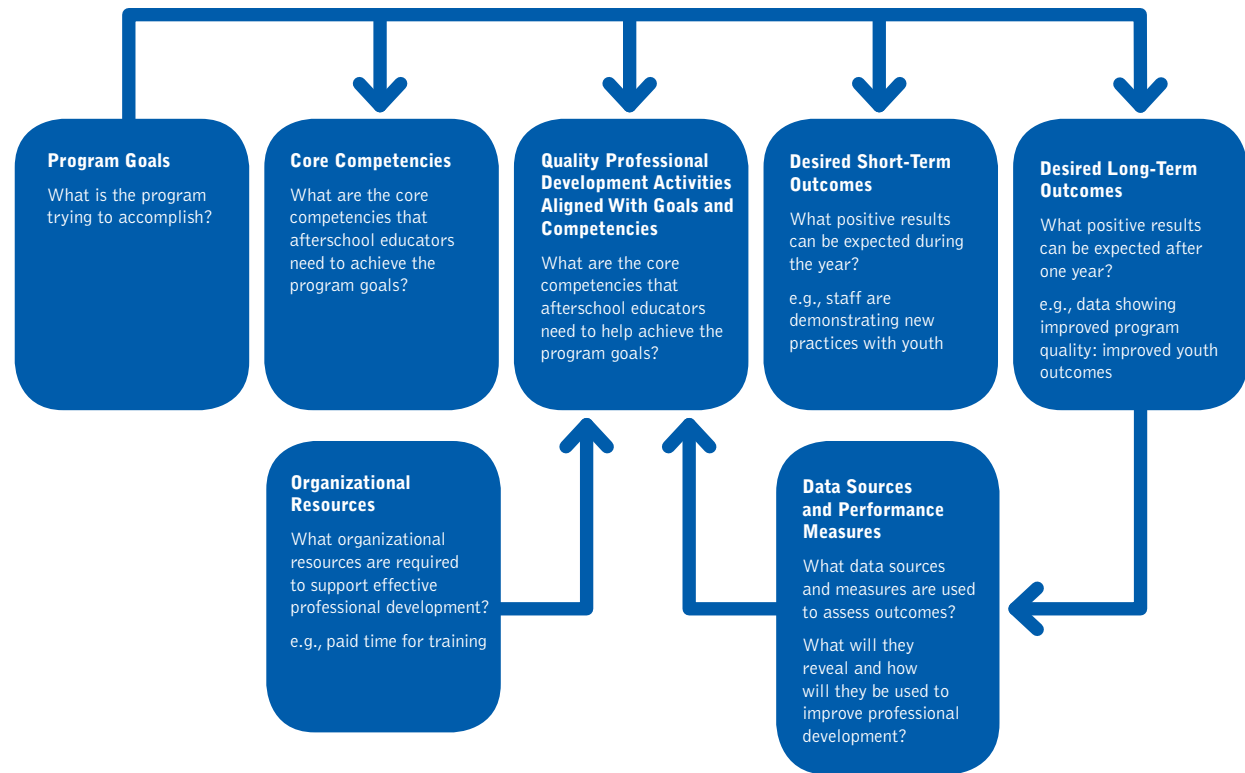 Program Goals
What is the program
trying to accomplish?
Core Competencies
What are the core
competencies that
afterschool educators
need to achieve the
program goals?
Quality Professional
Development Activities
Aligned With Goals and
Competencies
What are the core
competencies that
afterschool educators
need to help achieve the
program goals?
Desired Short-Term
Outcomes
What positive results
can be expected during
the year?
e.g., staff are
demonstrating new
practices with youth
Desired Long-Term
Outcomes
What positive results
can be expected after
one year?
e.g., data showing
improved program
quality: improved youth
outcomes
Organizational
Resources
What organizational
resources are required
to support effective
professional development?
e.g., paid time for training
Data Sources
and Performance
Measures
What data sources
and measures are used
to assess outcomes?
What will they
reveal and how
will they be used to
improve professional
development?